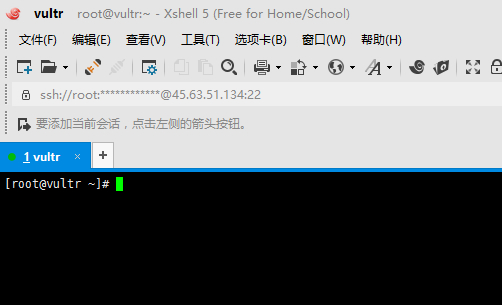 vultr root@vultr:~ - Xshell 5 (Free for Home/School)
文件(F) 编辑(E) 查看(V) 工具(T) 选项卡(B) 窗口(W) 帮助(H)
ssh://root:************@45.63.51.134:22
要添加当前会话，点击左侧的箭头按钮。
1 vultr × +
[root@vultr ~]#